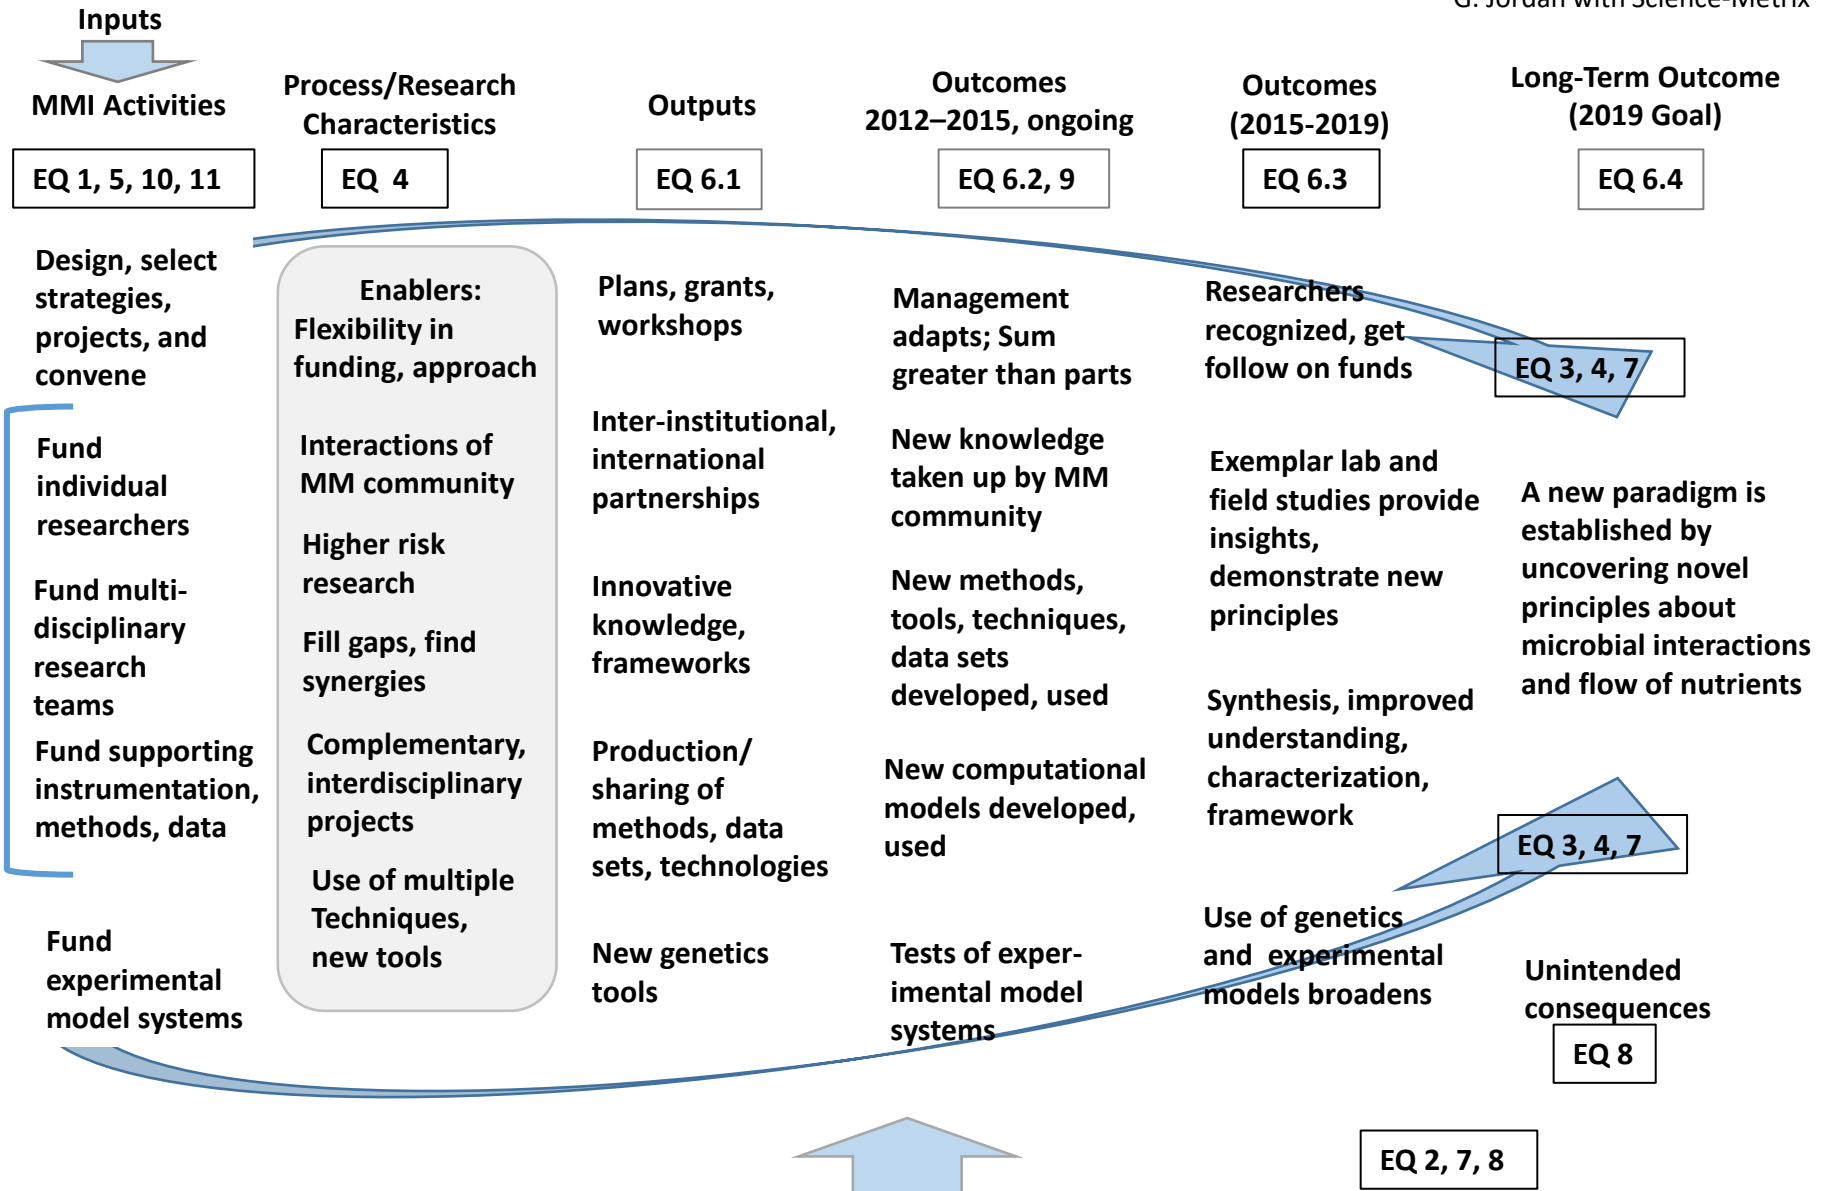 G. Jordan with Science-Metrix
Inputs
MMI Activities
EQ 1, 5, 10, 11
Design, select
strategies,
projects, and
convene
Fund
individual
researchers
Fund multi-
disciplinary
research
teams
Fund supporting
instrumentation,
methods, data
Fund
experimental
model systems
Process/Research
Characteristics
EQ 4
Enablers:
Flexibility in
funding, approach
Interactions of
MM community
Higher risk
research
Fill gaps, find
synergies
Complementary,
interdisciplinary
projects
Use of multiple
Techniques,
new tools
Outputs
EQ 6.1
Plans, grants,
workshops
Inter-institutional,
international
partnerships
Innovative
knowledge,
frameworks
Production/
sharing of
methods, data
sets, technologies
New genetics
tools
Outcomes
2012–2015, ongoing
EQ 6.2, 9
Management
adapts; Sum
greater than parts
New knowledge
taken up by MM
community
New methods,
tools, techniques,
data sets
developed, used
New computational
models developed,
used
Tests of exper-
imental model
systems
Outcomes
(2015-2019)
EQ 6.3
Researchers
recognized, get
follow on funds
Exemplar lab and
field studies provide
insights,
demonstrate new
principles
Synthesis, improved
understanding,
characterization,
framework
Use of genetics
and experimental
models broadens
Long-Term Outcome
(2019 Goal)
EQ 6.4
EQ 3, 4, 7
A new paradigm is
established by
uncovering novel
principles about
microbial interactions
and flow of nutrients
EQ 3, 4, 7
Unintended
consequences
EQ 8
EQ 2, 7, 8